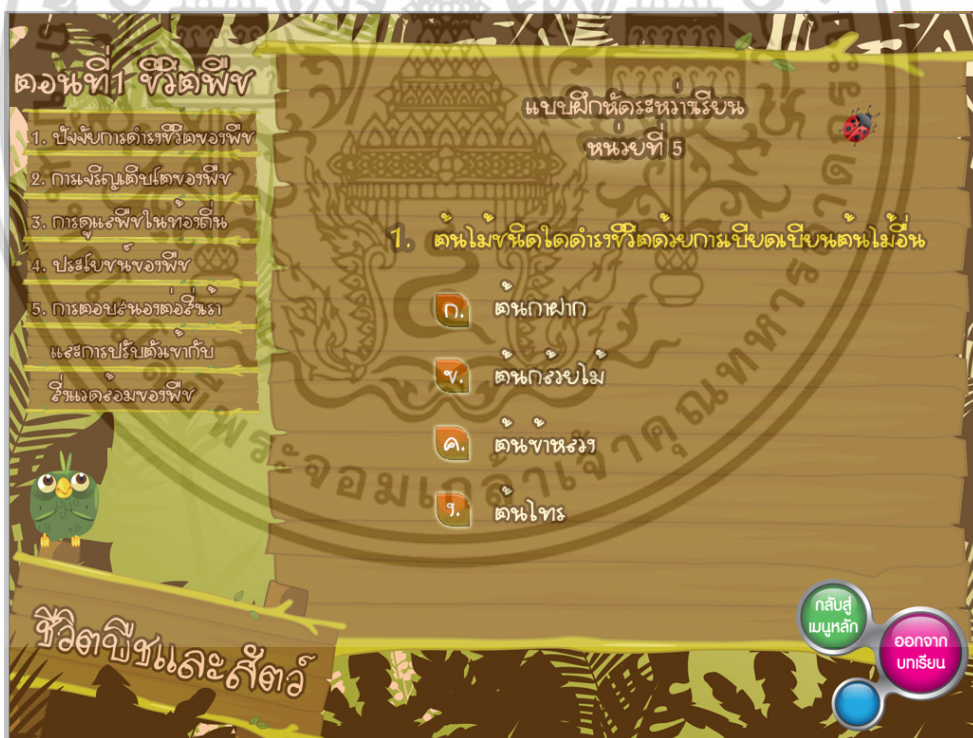 ตอนที่1 ชีวิตพืช
1. ปัจจัยการดำรงชีวิตของพืช
2. การเจริญเติบโตของพืช
3. การดูแลพืชในท้องถิ่น
4. ประโยชน์ของพืช
5. การตอบสนองต่อสิ่งเร้า
และการปรับตัวเข้ากับ
สิ่งแวดล้อมของพืช
แบบฝึกหัดระหว่างเรียน
หน่วยที่ 5
1. ต้นไม้ชนิดใดดำรงชีวิตด้วยการเบียดเบียนต้นไม้อื่น
ก. ต้นกาฝาก
ข. ต้นกล้วยไม้
ค. ต้นข้าหลวง
ง. ต้นไทร
ชีวิตพืชและสัตว์
กลับสู่
เมนูหลัก
ออกจาก
บทเรียน